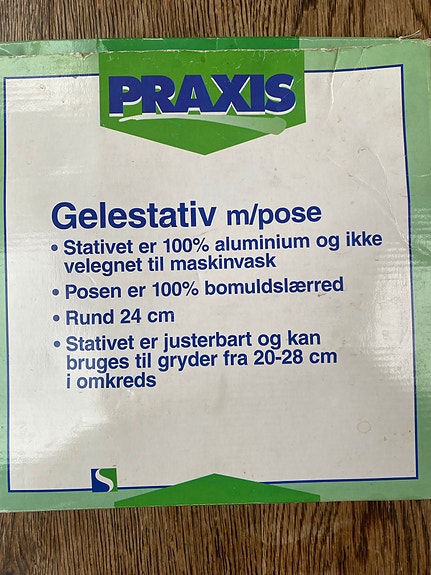 PRAXIS
Gelestativ m/pose
• Stativet er 100% aluminium og ikke
velegnet til maskinvask
• Posen er 100% bomuldslærred
• Rund 24 cm
• Stativet er justerbart og kan
bruges til gryder fra 20-28 cm
i omkreds
S